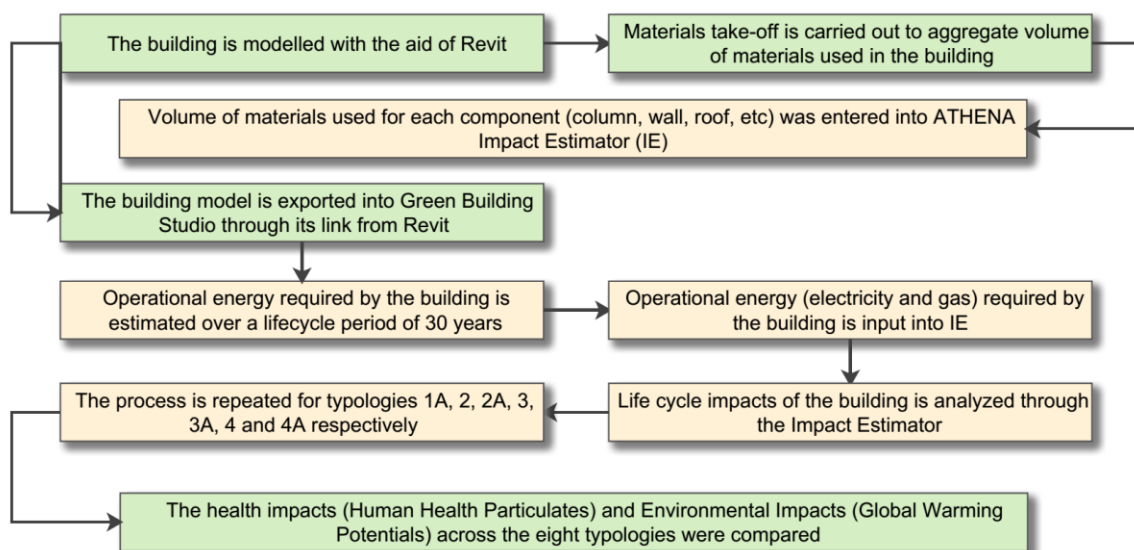 The building is modelled with the aid of Revit
Materials take-off is carried out to aggregate volume
of materials used in the building
Volume of materials used for each component (column, wall, roof, etc) was entered into ATHENA
Impact Estimator (IE)
The building model is exported into Green Building
Studio through its link from Revit
Operational energy required by the building is
estimated over a lifecycle period of 30 years
Operational energy (electricity and gas) required by
the building is input into IE
The process is repeated for typologies 1A, 2, 2A, 3,
3A, 4 and 4A respectively
Life cycle impacts of the building is analyzed through
the Impact Estimator
The health impacts (Human Health Particulates) and Environmental Impacts (Global Warming
Potentials) across the eight typologies were compared